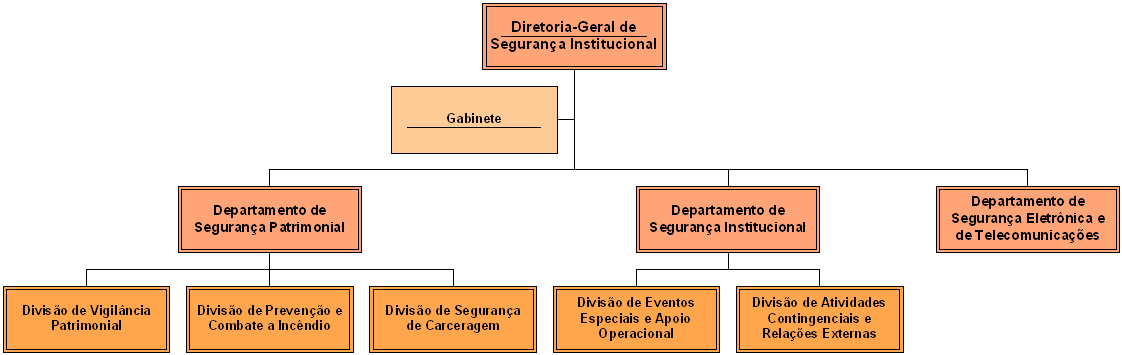 Diretoria-Geral de
Segurança Institucional
Gabinete
Departamento de
Segurança Patrimonial
Departamento de
Segurança Institucional
Departamento de
Segurança Eletrônica e
de Telecomunicações
Divisão de Vigilância
Patrimonial
Divisão de Prevenção e
Combate a Incêndio
Divisão de Segurança
de Carceragem
Divisão de Eventos
Especiais e Apoio
Operacional
Divisão de Atividades
Contingenciais e
Relações Externas